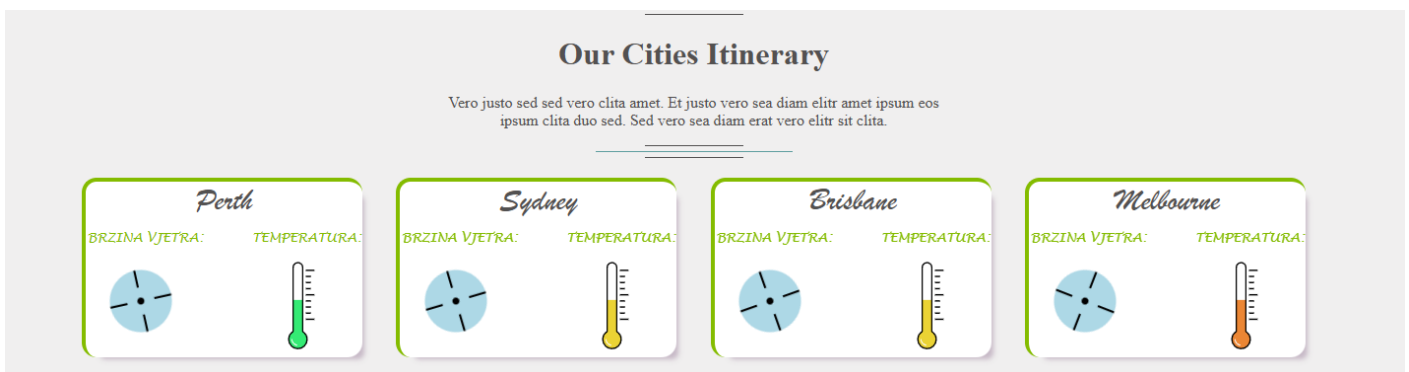 Our Cities Itinerary
Vero justo sed sed vero clita amet. Et justo vero sea diam elitr amet ipsum eos
ipsum clita duo sed. Sed vero sea diam erat vero elitr sit clita.
Perth
BRZINA VJETRA: TEMPERATURA:
Sydney
BRZINA VJETRA: TEMPERATURA:
Brisbane
BRZINA VJETRA: TEMPERATURA:
Melbourne
BRZINA VJETRA: TEMPERATURA: